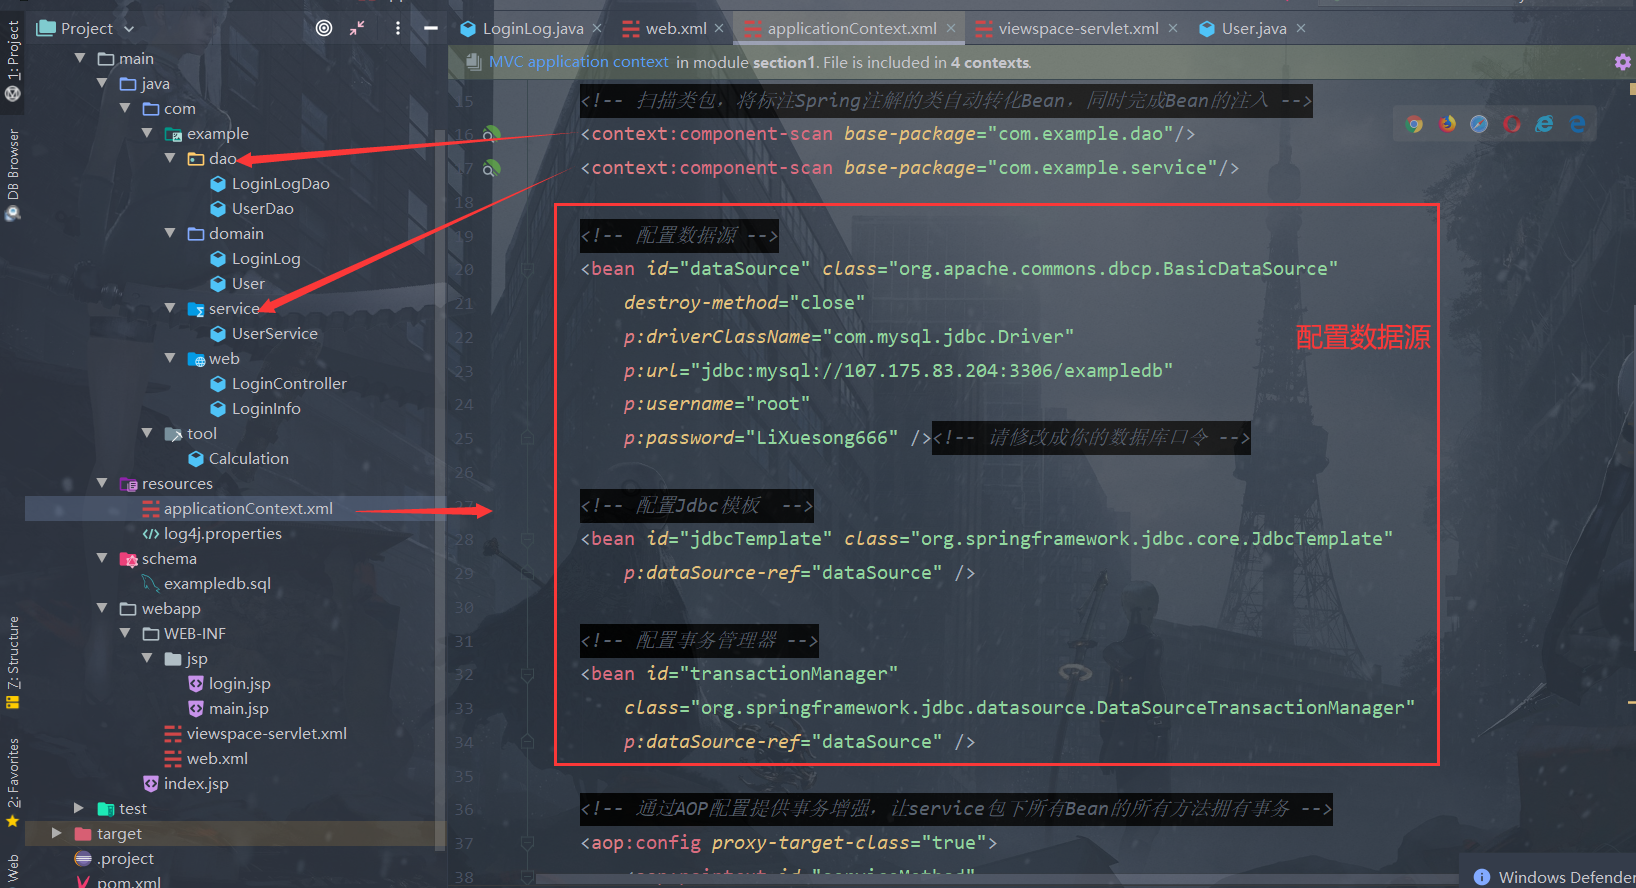 Project
LoginLog.java
web.xml
applicationContext.xml
viewspace-servlet.xml
User.java
MVC application context in module section1. File is included in 4 contexts.
1: Project
DB Browser
Z: Structure
2: Favorites
Web
main
java
com
example
dao
LoginLogDao
UserDao
domain
LoginLog
User
service
UserService
web
LoginController
LoginInfo
tool
Calculation
resources
applicationContext.xml
log4j.properties
schema
exampledb.sql
webapp
WEB-INF
jsp
login.jsp
main.jsp
viewspace-servlet.xml
web.xml
index.jsp
test
target
.project
pom.xml
15 <!-- 扫描类包，将标注Spring注解的类自动转化Bean，同时完成Bean的注入 -->
16 <context:component-scan base-package="com.example.dao"/>
17 <context:component-scan base-package="com.example.service"/>
18
19 <!-- 配置数据源 -->
20 <bean id="dataSource" class="org.apache.commons.dbcp.BasicDataSource"
21 destroy-method="close"
22 p:driverClassName="com.mysql.jdbc.Driver"
配置数据源
23 p:url="jdbc:mysql://107.175.83.204:3306/exampledb"
24 p:username="root"
25 p:password="LiXuesong666" /><!-- 请修改成你的数据库口令 -->
26
27 <!-- 配置Jdbc模板  -->
28 <bean id="jdbcTemplate" class="org.springframework.jdbc.core.JdbcTemplate"
29 p:dataSource-ref="dataSource" />
30
31 <!-- 配置事务管理器 -->
32 <bean id="transactionManager"
33 class="org.springframework.jdbc.datasource.DataSourceTransactionManager"
34 p:dataSource-ref="dataSource" />
35
36 <!-- 通过AOP配置提供事务增强，让service包下所有Bean的所有方法拥有事务 -->
37 <aop:config proxy-target-class="true">
38
Windows Defender